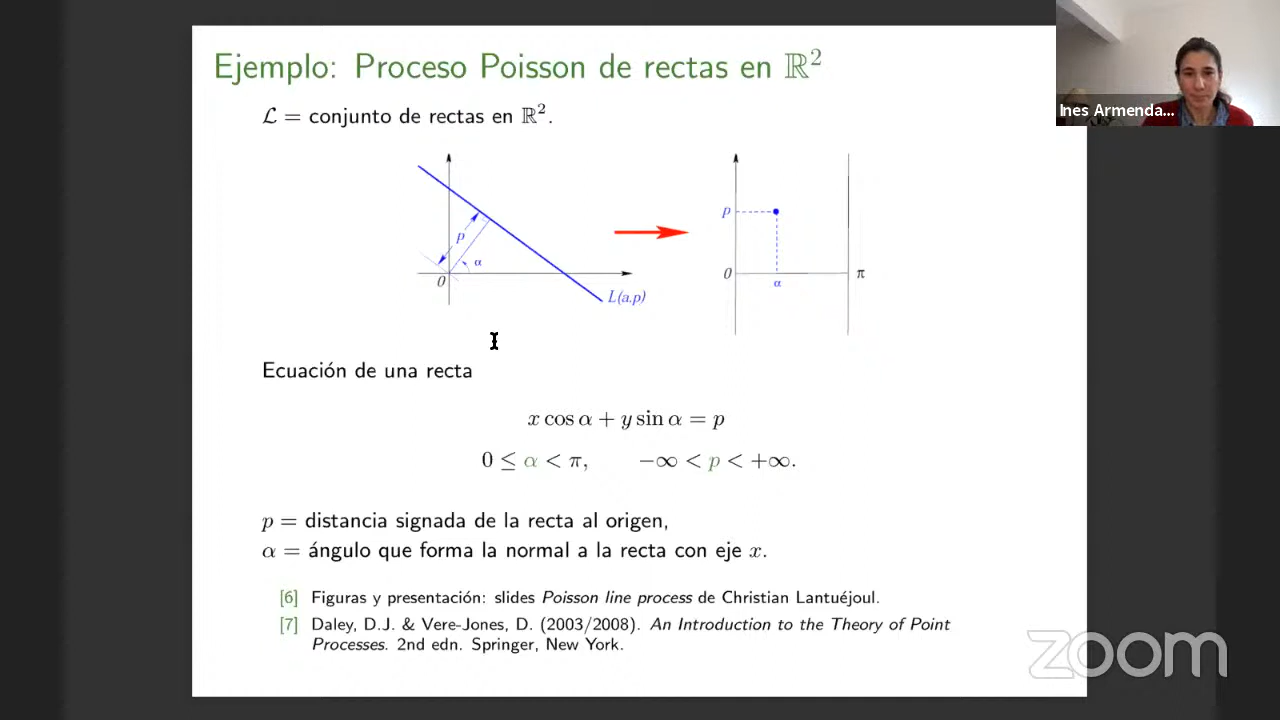 Ejemplo: Proceso Poisson de rectas en ℝ²
Ines Armenda...
ℒ = conjunto de rectas en ℝ².
p
α
0
L(a.p)
p
0
α
π
Ecuación de una recta
x cos α + y sin α = p
0 ≤ α < π, −∞ < p < +∞.
p = distancia signada de la recta al origen,
α = ángulo que forma la normal a la recta con eje x.
[6] Figuras y presentación: slides Poisson line process de Christian Lantuéjoul.
[7] Daley, D.J. & Vere-Jones, D. (2003/2008). An Introduction to the Theory of Point
Processes. 2nd edn. Springer, New York.
zoom